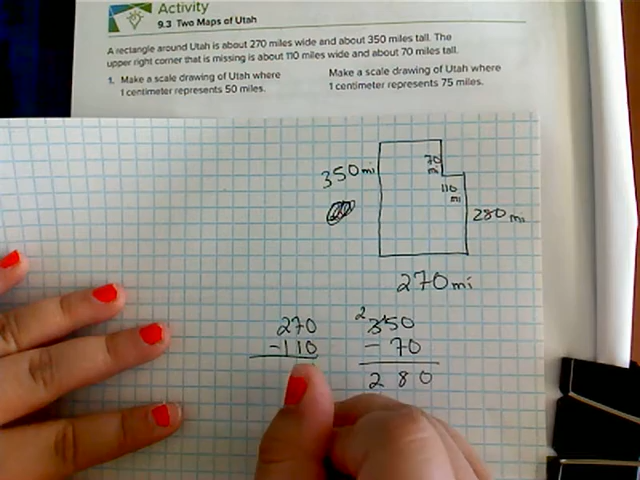 Activity
9.3 Two Maps of Utah
A rectangle around Utah is about 270 miles wide and about 350 miles tall. The
upper right corner that is missing is about 110 miles wide and about 70 miles tall.
1. Make a scale drawing of Utah where
1 centimeter represents 50 miles.
Make a scale drawing of Utah where
1 centimeter represents 75 miles.
350 mi
70
mi
110
mi
280 mi
270 mi
270
-110
2
350
- 70
280